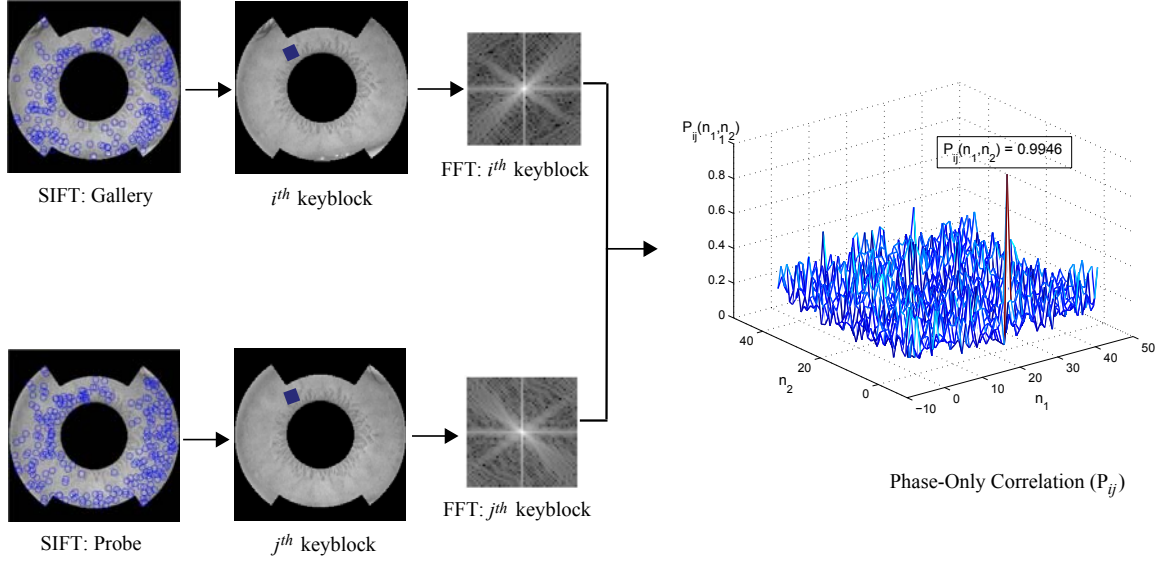 SIFT: Gallery
i^th keyblock
FFT: i^th keyblock
SIFT: Probe
j^th keyblock
FFT: j^th keyblock
P_ij(n_1,n_2)
P_ij(n_1,n_2) = 0.9946
1
0.8
0.6
0.4
0.2
0
40
20
0
n_2
−10
0
10
20
30
40
50
n_1
Phase-Only Correlation (P_ij)